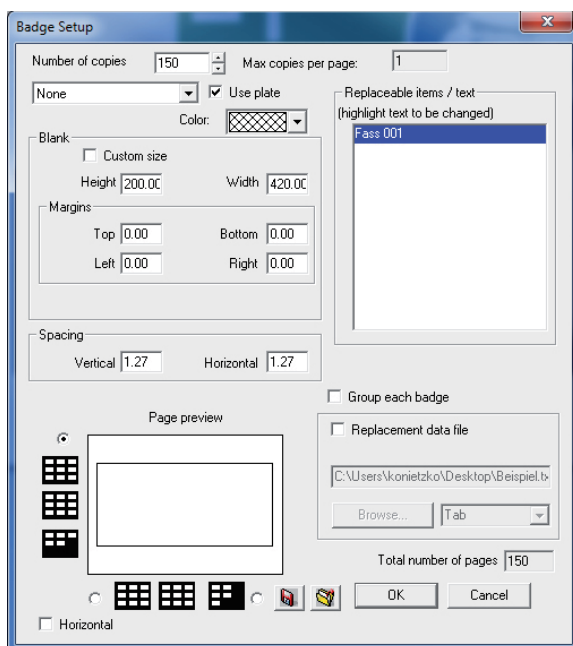 Badge Setup
Number of copies 150 Max copies per page: 1
None Use plate
Color:
Replaceable items / text
(highlight text to be changed)
Fass 001
Blank
Custom size
Height 200.00 Width 420.00
Margins
Top 0.00 Bottom 0.00
Left 0.00 Right 0.00
Spacing
Vertical 1.27 Horizontal 1.27
Group each badge
Page preview
Replacement data file
C:\Users\konietzko\Desktop\Beispiel.tx
Browse... Tab
Total number of pages 150
OK Cancel
Horizontal